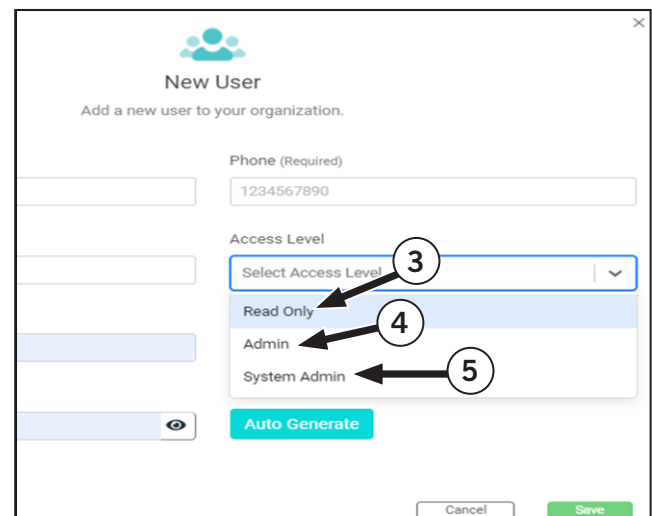 New User
Add a new user to your organization.
Phone (Required)
1234567890
Access Level
Select Access Level
3
Read Only
4
Admin
System Admin
5
Auto Generate
Cancel
Save